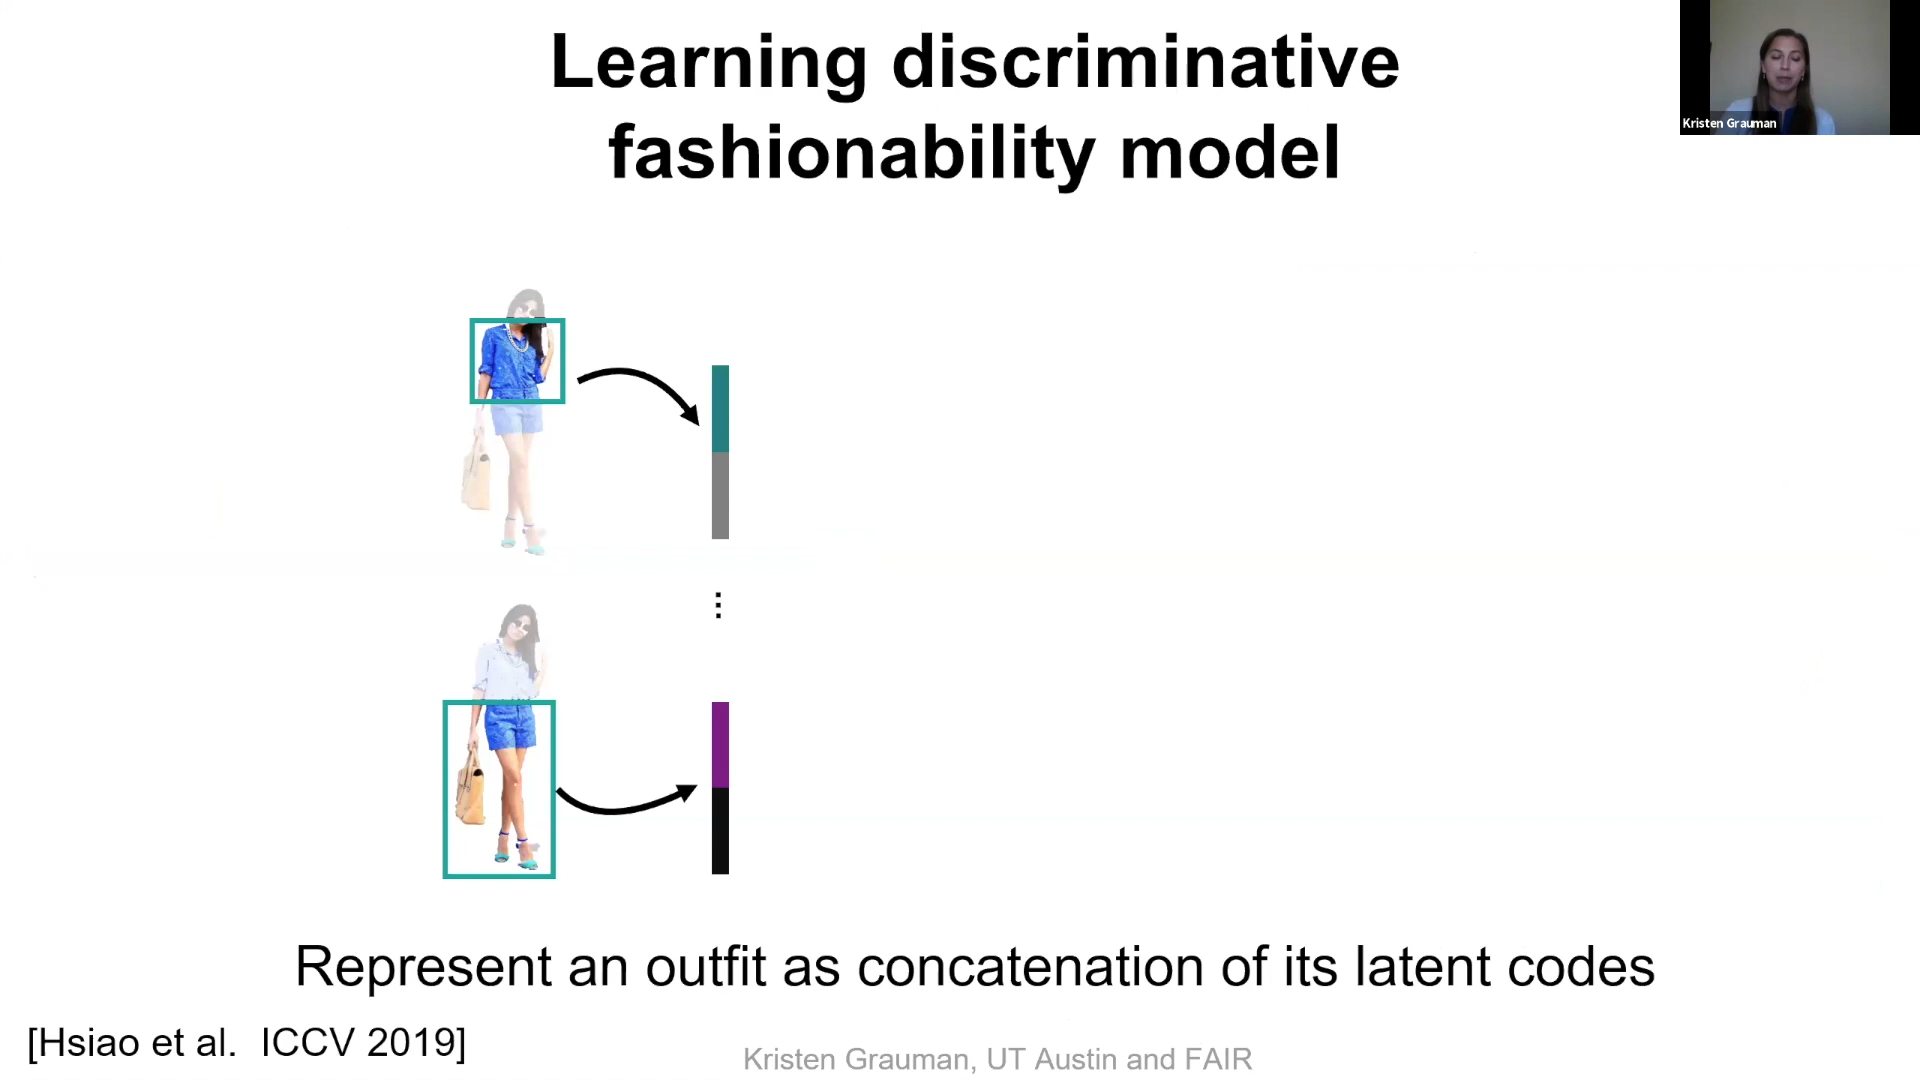 Learning discriminative
fashionability model
Kristen Grauman
Represent an outfit as concatenation of its latent codes
[Hsiao et al.  ICCV 2019]
Kristen Grauman, UT Austin and FAIR